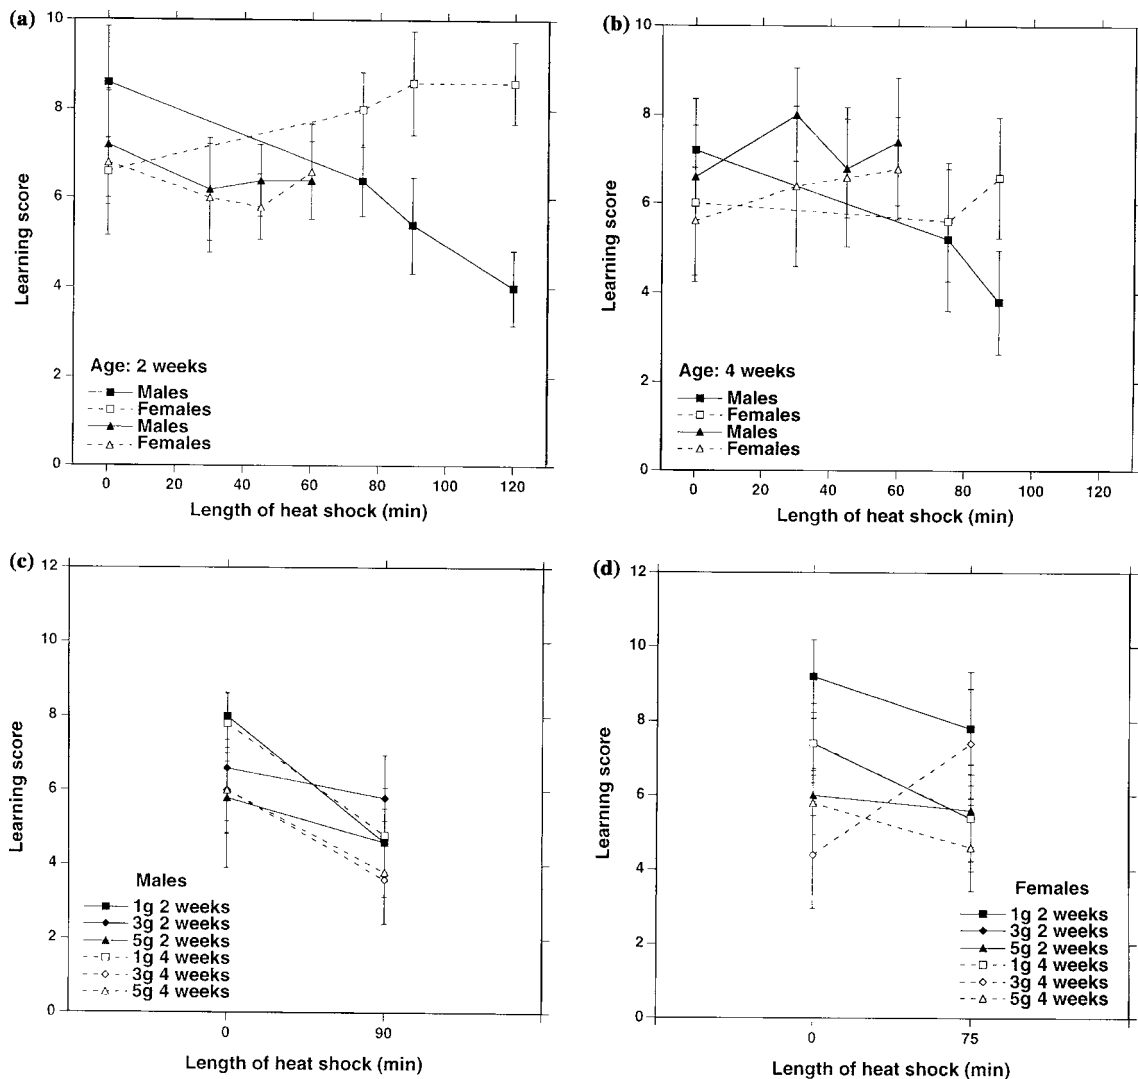 (a)
10
8
6
4
2
0
Learning score
Age: 2 weeks
Males
Females
Males
Females
0 20 40 60 80 100 120
Length of heat shock (min)
(b)
10
8
6
4
2
0
Learning score
Age: 4 weeks
Males
Females
Males
Females
0 20 40 60 80 100 120
Length of heat shock (min)
(c)
12
10
8
6
4
2
0
Learning score
Males
1g 2 weeks
3g 2 weeks
5g 2 weeks
1g 4 weeks
3g 4 weeks
5g 4 weeks
0 90
Length of heat shock (min)
(d)
12
10
8
6
4
2
0
Learning score
Females
1g 2 weeks
3g 2 weeks
5g 2 weeks
1g 4 weeks
3g 4 weeks
5g 4 weeks
0 75
Length of heat shock (min)